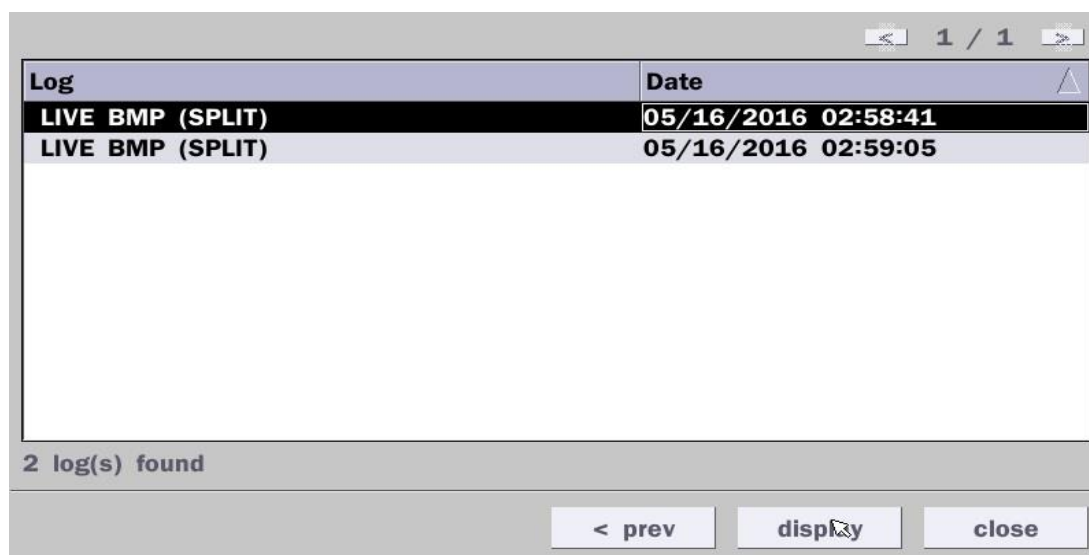 < 1 / 1 >
Log Date
LIVE BMP (SPLIT) 05/16/2016 02:58:41
LIVE BMP (SPLIT) 05/16/2016 02:59:05
2 log(s) found
< prev display close